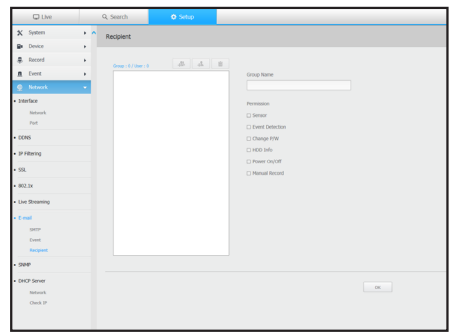 Live
Search
Setup
System
Device
Record
Event
Network
Interface
Network
Port
DDNS
IP Filtering
SSL
802.1x
Live Streaming
E-mail
SMTP
Event
Recipient
SNMP
DHCP Server
Network
Check IP
Recipient
Group : 0 / User : 0
Group Name
Permission
Sensor
Event Detection
Change P/W
HDD Info
Power On/Off
Manual Record
OK